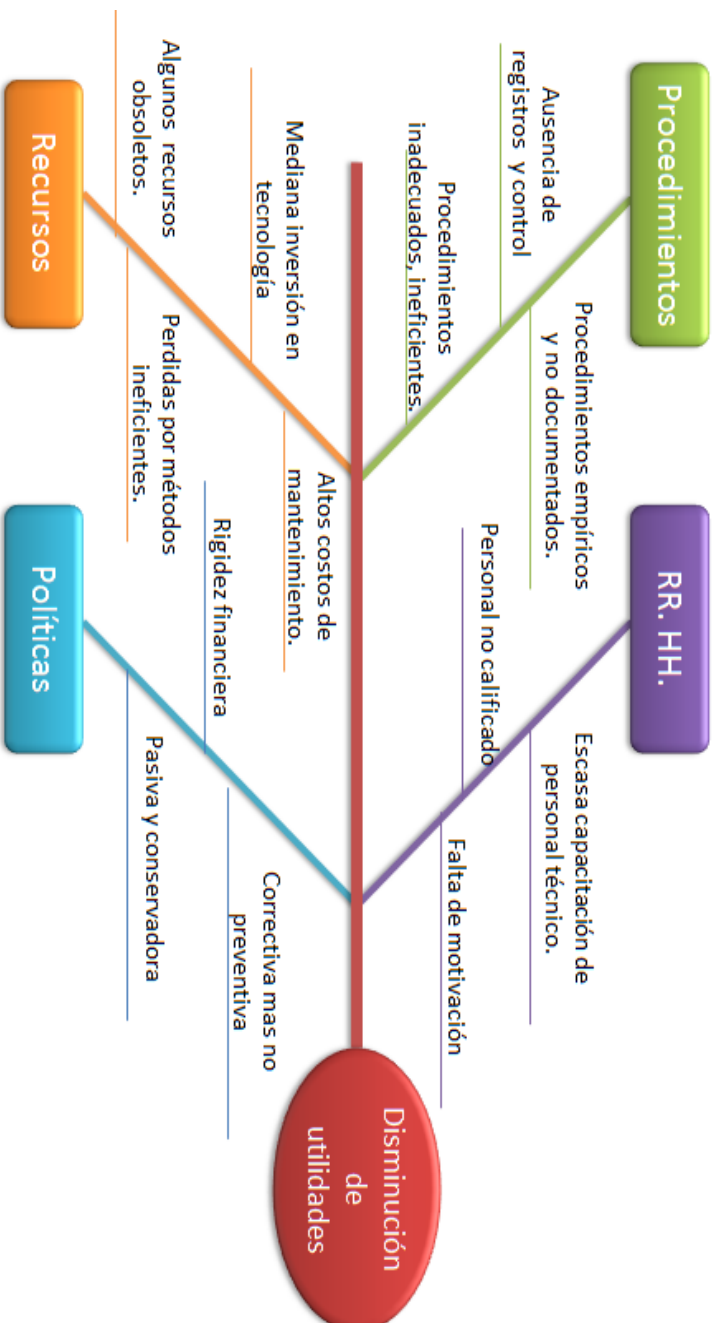 Procedimientos
RR. HH.
Procedimientos empíricos
y no documentados.
Ausencia de
registros y control
Procedimientos
inadecuados, ineficientes.
Escasa capacitación de
personal técnico.
Personal no calificado
Falta de motivación
Disminución
de
utilidades
Altos costos de
mantenimiento.
Mediana inversión en
tecnología
Perdidas por métodos
ineficientes.
Algunos recursos
obsoletos.
Correctiva mas no
preventiva
Rigidez financiera
Pasiva y conservadora
Recursos
Políticas